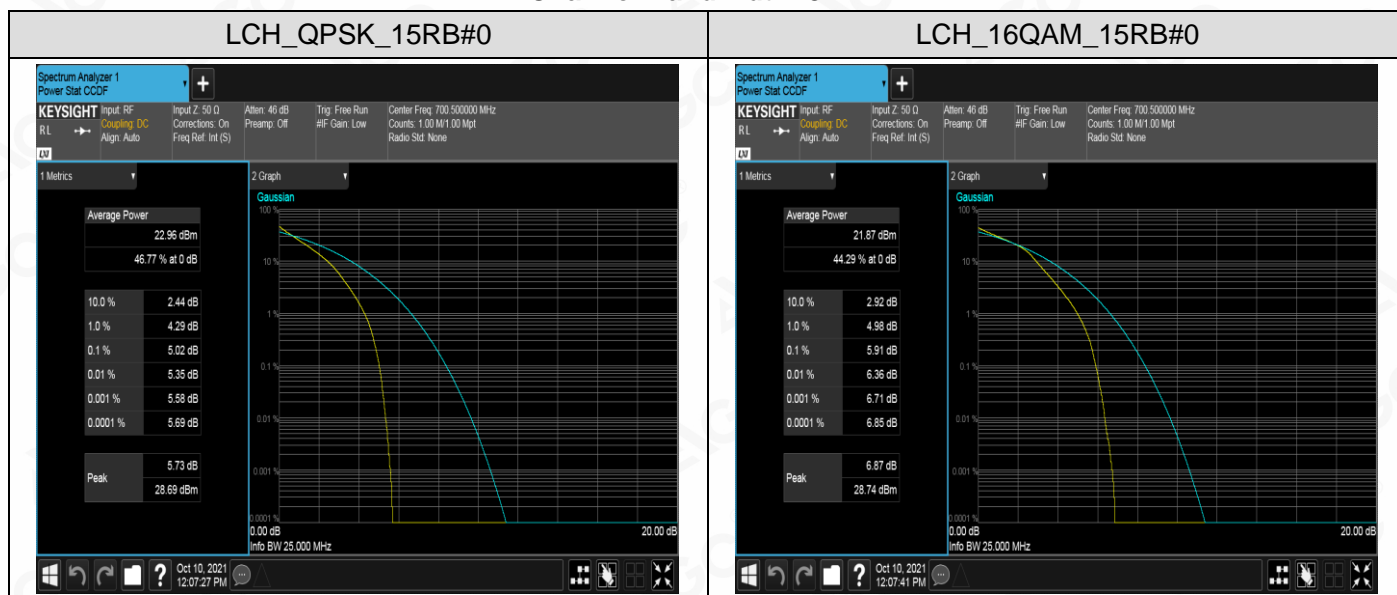 LCH_QPSK_15RB#0
Spectrum Analyzer 1
Power Stat CCDF
+
KEYSIGHT
RL
LXI
Input: RF
Coupling: DC
Align: Auto
Input Z: 50 Ω
Corrections: On
Freq Ref: Int (S)
Atten: 46 dB
Preamp: Off
Trig: Free Run
#IF Gain: Low
Center Freq: 700.500000 MHz
Counts: 1.00 M/1.00 Mpt
Radio Std: None
1 Metrics
Average Power
22.96 dBm
46.77 % at 0 dB
10.0 % 2.44 dB
1.0 % 4.29 dB
0.1 % 5.02 dB
0.01 % 5.35 dB
0.001 % 5.58 dB
0.0001 % 5.69 dB
Peak
5.73 dB
28.69 dBm
2 Graph
Gaussian
100 %
10 %
1 %
0.1 %
0.01 %
0.001 %
0.0001 %
0.00 dB 20.00 dB
Info BW 25.000 MHz
?
Oct 10, 2021
12:07:27 PM
LCH_16QAM_15RB#0
Spectrum Analyzer 1
Power Stat CCDF
+
KEYSIGHT
RL
LXI
Input: RF
Coupling: DC
Align: Auto
Input Z: 50 Ω
Corrections: On
Freq Ref: Int (S)
Atten: 46 dB
Preamp: Off
Trig: Free Run
#IF Gain: Low
Center Freq: 700.500000 MHz
Counts: 1.00 M/1.00 Mpt
Radio Std: None
1 Metrics
Average Power
21.87 dBm
44.29 % at 0 dB
10.0 % 2.92 dB
1.0 % 4.98 dB
0.1 % 5.91 dB
0.01 % 6.36 dB
0.001 % 6.71 dB
0.0001 % 6.85 dB
Peak
6.87 dB
28.74 dBm
2 Graph
Gaussian
100 %
10 %
1 %
0.1 %
0.01 %
0.001 %
0.0001 %
0.00 dB 20.00 dB
Info BW 25.000 MHz
?
Oct 10, 2021
12:07:41 PM